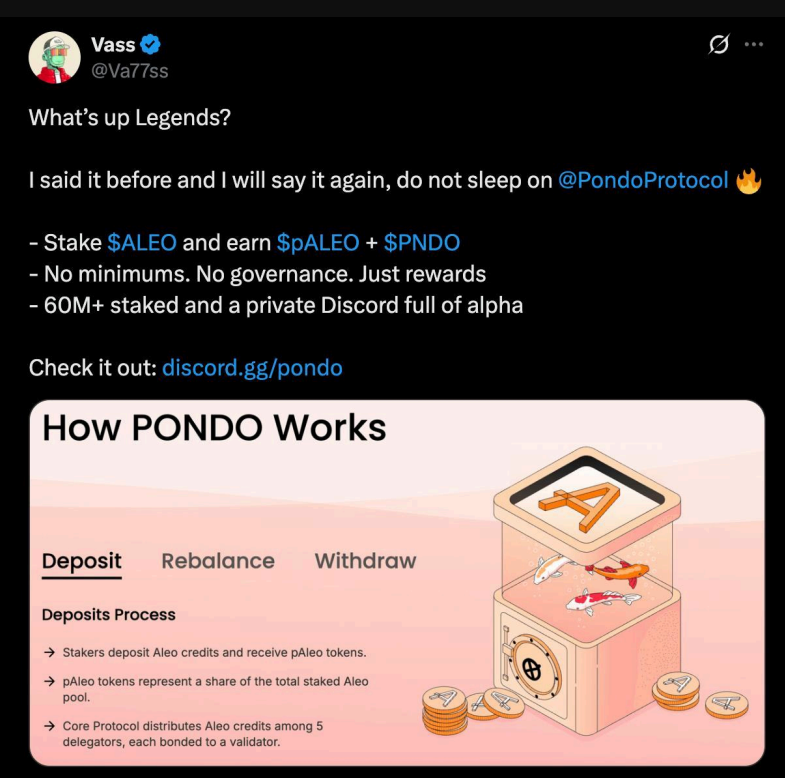 Vass
@Va77ss
What's up Legends?
I said it before and I will say it again, do not sleep on @PondoProtocol 🔥
- Stake $ALEO and earn $pALEO + $PNDO
- No minimums. No governance. Just rewards
- 60M+ staked and a private Discord full of alpha
Check it out: discord.gg/pondo
How PONDO Works
Deposit Rebalance Withdraw
Deposits Process
→ Stakers deposit Aleo credits and receive pAleo tokens.
→ pAleo tokens represent a share of the total staked Aleo
pool.
→ Core Protocol distributes Aleo credits among 5
delegators, each bonded to a validator.